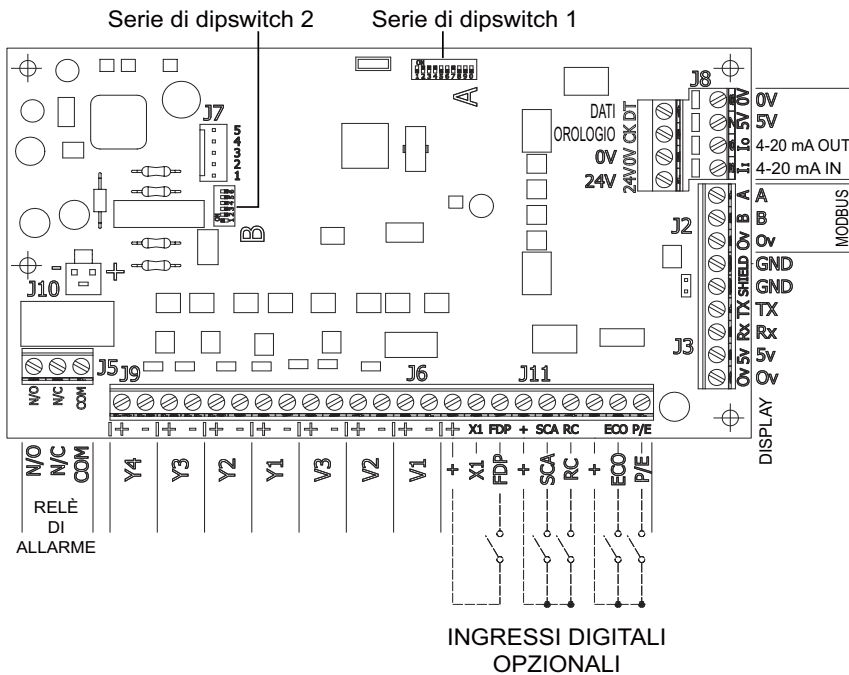 Serie di dipswitch 2
Serie di dipswitch 1
ON
A
J7
5
4
3
2
1
B
J8
DATI
OROLOGIO
0V
24V
DT
CK
0V
24V
0V
5V
Io
I1
0V
5V
4-20 mA OUT
4-20 mA IN
J2
A
B
0v
SHIELD
TX
Rx
5v
0v
A
B
0v
GND
GND
TX
Rx
5v
0v
MODBUS
J3
DISPLAY
-
+
J10
J5
N/O
N/C
COM
J9
J6
J11
+ - + - + - + - + - + - + - + X1 FDP + SCA RC + ECO P/E
N/O
N/C
COM
RELÈ
DI
ALLARME
Y4
Y3
Y2
Y1
V3
V2
V1
+
X1
FDP
+
SCA
RC
+
ECO
P/E
INGRESSI DIGITALI
OPZIONALI